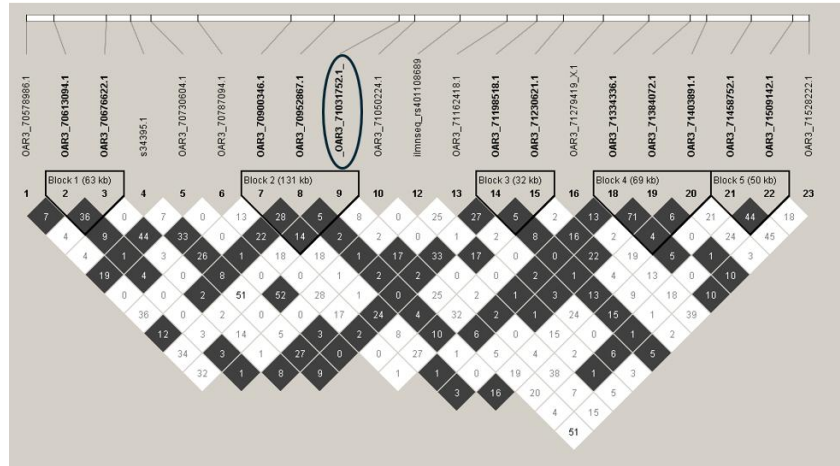 OAR3_70578986.1
OAR3_70613094.1
OAR3_70676622.1
s34395.1
OAR3_70730604.1
OAR3_70787094.1
OAR3_70900346.1
OAR3_70952867.1
_OAR3_71031752.1_
OAR3_71050224.1
ilmnseq_rs401108689
OAR3_71162418.1
OAR3_71198518.1
OAR3_71230621.1
OAR3_71279419_X.1
OAR3_71334336.1
OAR3_71384072.1
OAR3_71403891.1
OAR3_71458752.1
OAR3_71509142.1
OAR3_71528222.1
Block 1 (63 kb) Block 2 (131 kb) Block 3 (32 kb) Block 4 (69 kb) Block 5 (50 kb)
1 2 3 4 5 6 7 8 9 10 12 13 14 15 16 18 19 20 21 22 23
7 36 0 7 0 13 28 5 8 0 25 27 5 2 13 71 6 21 44 18
4 9 44 33 0 22 14 2 2 0 1 2 8 16 2 4 0 24 45
4 1 3 26 1 18 18 0 17 33 17 0 0 22 20 5 1 3
19 4 0 8 0 0 1 2 2 0 0 2 1 4 13 0 10
0 0 2 51 52 28 1 0 25 2 1 3 13 9 18 10
36 0 2 0 0 17 24 2 32 2 1 24 15 1 39
12 3 14 5 3 2 8 10 6 5 15 0 1 2
34 3 1 27 0 0 27 1 5 4 2 1 6 5
32 1 8 9 0 1 0 19 38 1 3
3 16 20 7 5
4 15
51